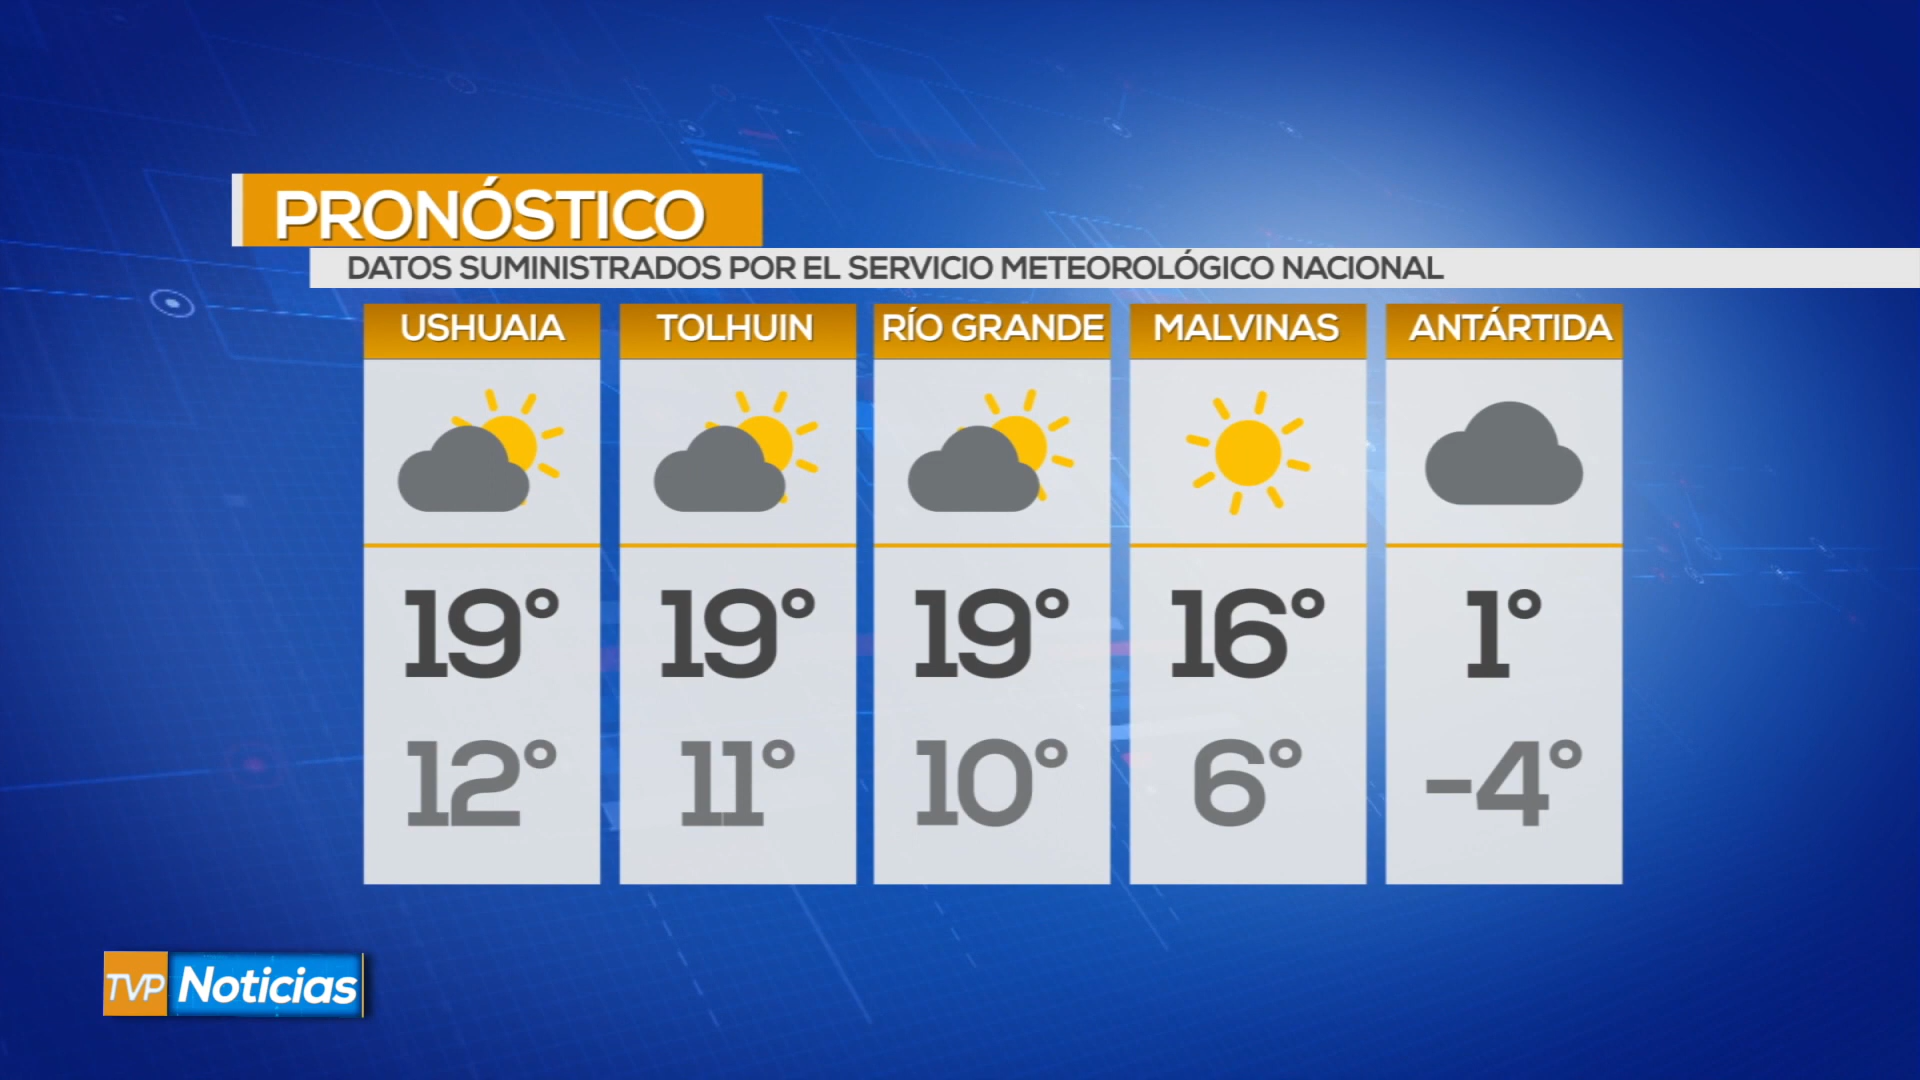 PRONÓSTICO
DATOS SUMINISTRADOS POR EL SERVICIO METEOROLÓGICO NACIONAL
USHUAIA TOLHUIN RÍO GRANDE MALVINAS ANTÁRTIDA
19° 19° 19° 16° 1°
12° 11° 10° 6° -4°
TVP Noticias